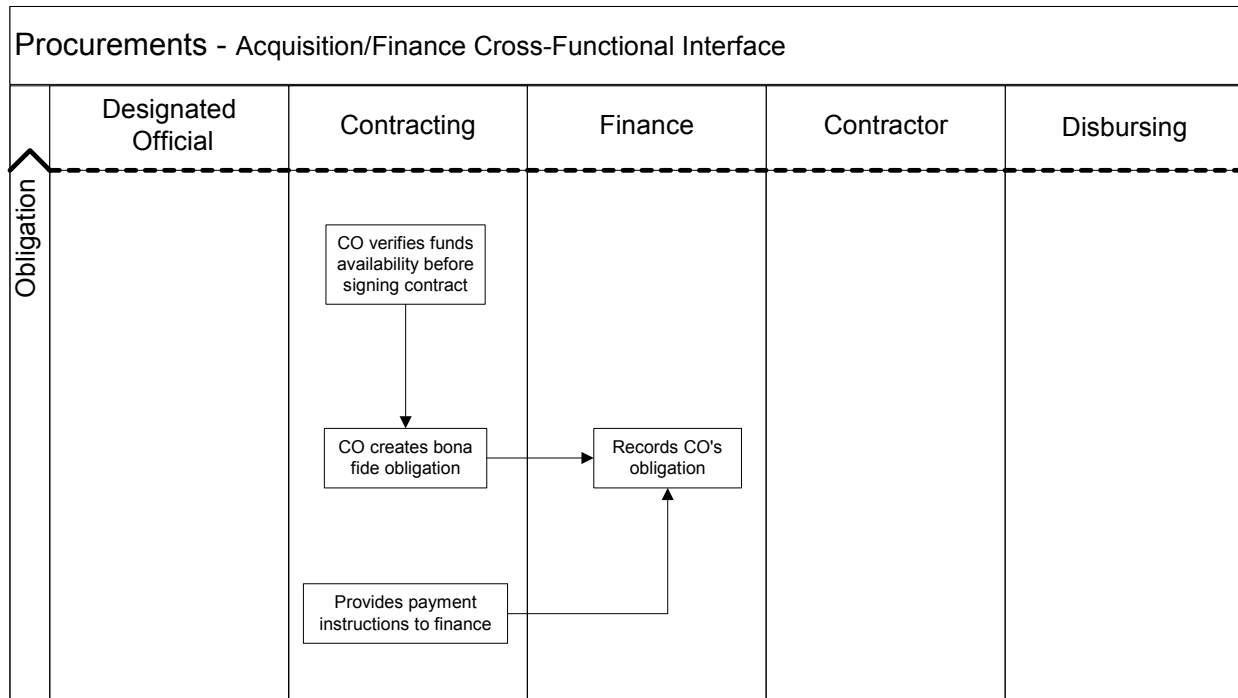 Procurements - Acquisition/Finance Cross-Functional Interface
Designated
Official
Contracting
Finance
Contractor
Disbursing
Obligation
CO verifies funds
availability before
signing contract
CO creates bona
fide obligation
Records CO's
obligation
Provides payment
instructions to finance